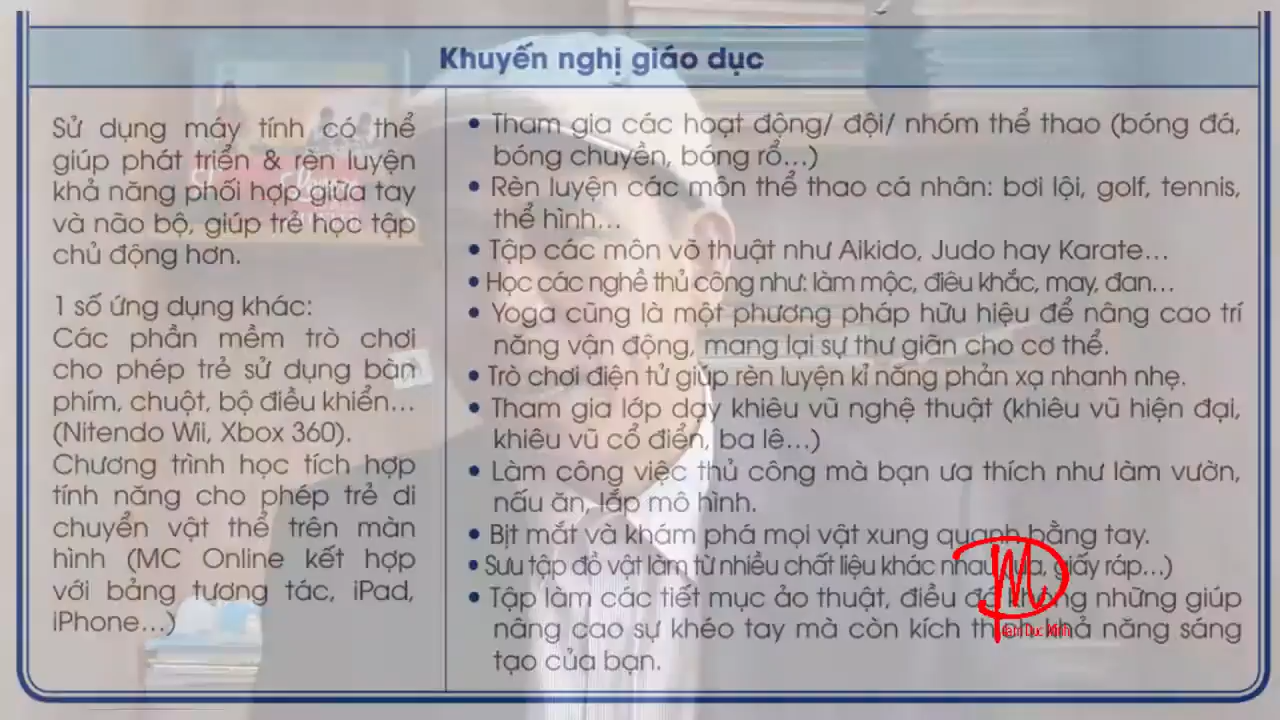 Khuyến nghị giáo dục
Sử dụng máy tính có thể
giúp phát triển & rèn luyện
khả năng phối hợp giữa tay
và não bộ, giúp trẻ học tập
chủ động hơn.
1 số ứng dụng khác:
Các phần mềm trò chơi
cho phép trẻ sử dụng bàn
phím, chuột, bộ điều khiển...
(Nitendo Wii, Xbox 360).
Chương trình học tích hợp
tính năng cho phép trẻ di
chuyển vật thể trên màn
hình (MC Online kết hợp
với bảng tương tác, iPad,
iPhone...)
• Tham gia các hoạt động/ đội/ nhóm thể thao (bóng đá,
bóng chuyền, bóng rổ...)
• Rèn luyện các môn thể thao cá nhân: bơi lội, golf, tennis,
thể hình...
• Tập các môn võ thuật như Aikido, Judo hay Karate...
• Học các nghề thủ công như: làm mộc, điêu khắc, may, đan...
• Yoga cũng là một phương pháp hữu hiệu để nâng cao trí
năng vận động, mang lại sự thư giãn cho cơ thể.
• Trò chơi điện tử giúp rèn luyện kỉ năng phản xạ nhanh nhẹ.
• Tham gia lớp dạy khiêu vũ nghệ thuật (khiêu vũ hiện đại,
khiêu vũ cổ điển, ba lê...)
• Làm công việc thủ công mà bạn ưa thích như làm vườn,
nấu ăn, lắp mô hình.
• Bịt mắt và khám phá mọi vật xung quanh bằng tay.
• Sưu tập đồ vật làm từ nhiều chất liệu khác nhau giấy ráp...)
• Tập làm các tiết mục ảo thuật, điều đó không những giúp
nâng cao sự khéo tay mà còn kích thích khả năng sáng
tạo của bạn.